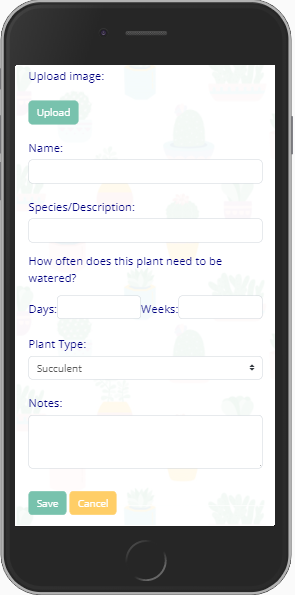 Upload image:
Upload
Name:
Species/Description:
How often does this plant need to be
watered?
Days: Weeks:
Plant Type:
Succulent
Notes:
Save Cancel